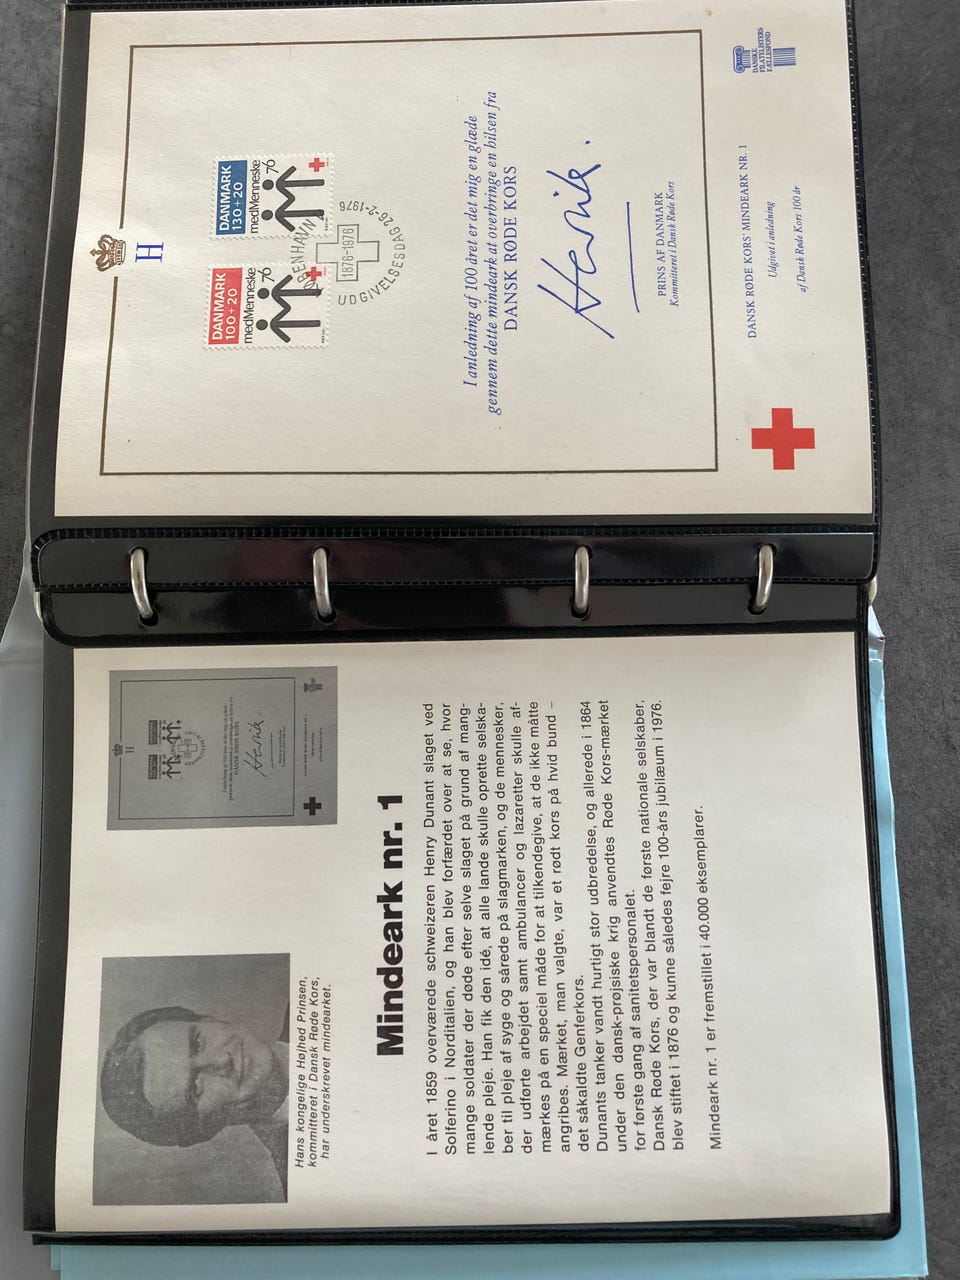 Hans kongelige Højhed Prinsen,
kommitteret i Dansk Røde Kors,
har underskrevet mindearket.
Mindeark nr. 1
I året 1859 overværede schweizeren Henry Dunant slaget ved
Solferino i Norditalien, og han blev forfærdet over at se, hvor
mange soldater der døde efter selve slaget på grund af mang-
lende pleje. Han fik den idé, at alle lande skulle oprette selska-
ber til pleje af syge og sårede på slagmarken, og de mennesker,
der udførte arbejdet samt ambulancer og lazaretter skulle af-
mærkes på en speciel måde for at tilkendegive, at de ikke måtte
angribes. Mærket, man valgte, var et rødt kors på hvid bund –
det såkaldte Genferkors.
Dunants tanker vandt hurtigt stor udbredelse, og allerede i 1864
under den dansk-prøjsiske krig anvendtes Røde Kors-mærket
for første gang af sanitetspersonalet.
Dansk Røde Kors, der var blandt de første nationale selskaber,
blev stiftet i 1876 og kunne således fejre 100-års jubilæum i 1976.
Mindeark nr. 1 er fremstillet i 40.000 eksemplarer.
H
DANMARK
100+20
medMenneske
76
DANMARK
130+20
medMenneske
76
KØBENHAVN
26-2-1976
1876-1976
UDGIVELSESDAG
I anledning af 100 året er det mig en glæde
gennem dette mindeark at overbringe en hilsen fra
DANSK RØDE KORS
Henrik.
PRINS AF DANMARK
Kommitteret i Dansk Røde Kors
DANSK RØDE KORS' MINDEARK NR. 1
Udgivet i anledning
af Dansk Røde Kors 100 år
DANSKE
FILATELISTERS
FÆLLESFOND